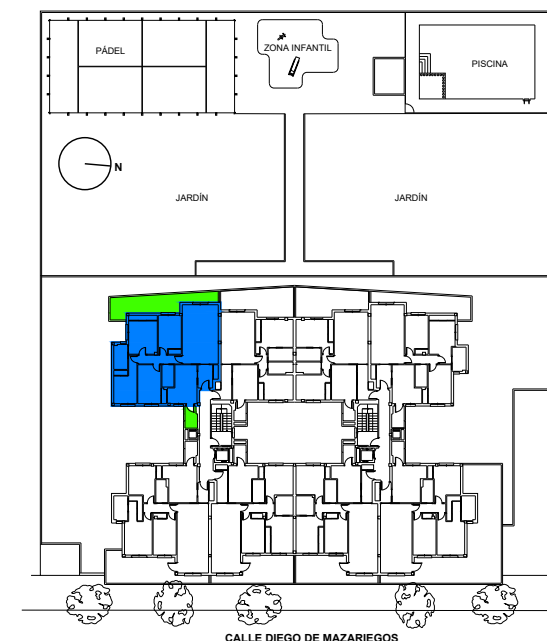 PÁDEL
ZONA INFANTIL
PISCINA
N
JARDÍN
JARDÍN
CALLE DIEGO DE MAZARIEGOS